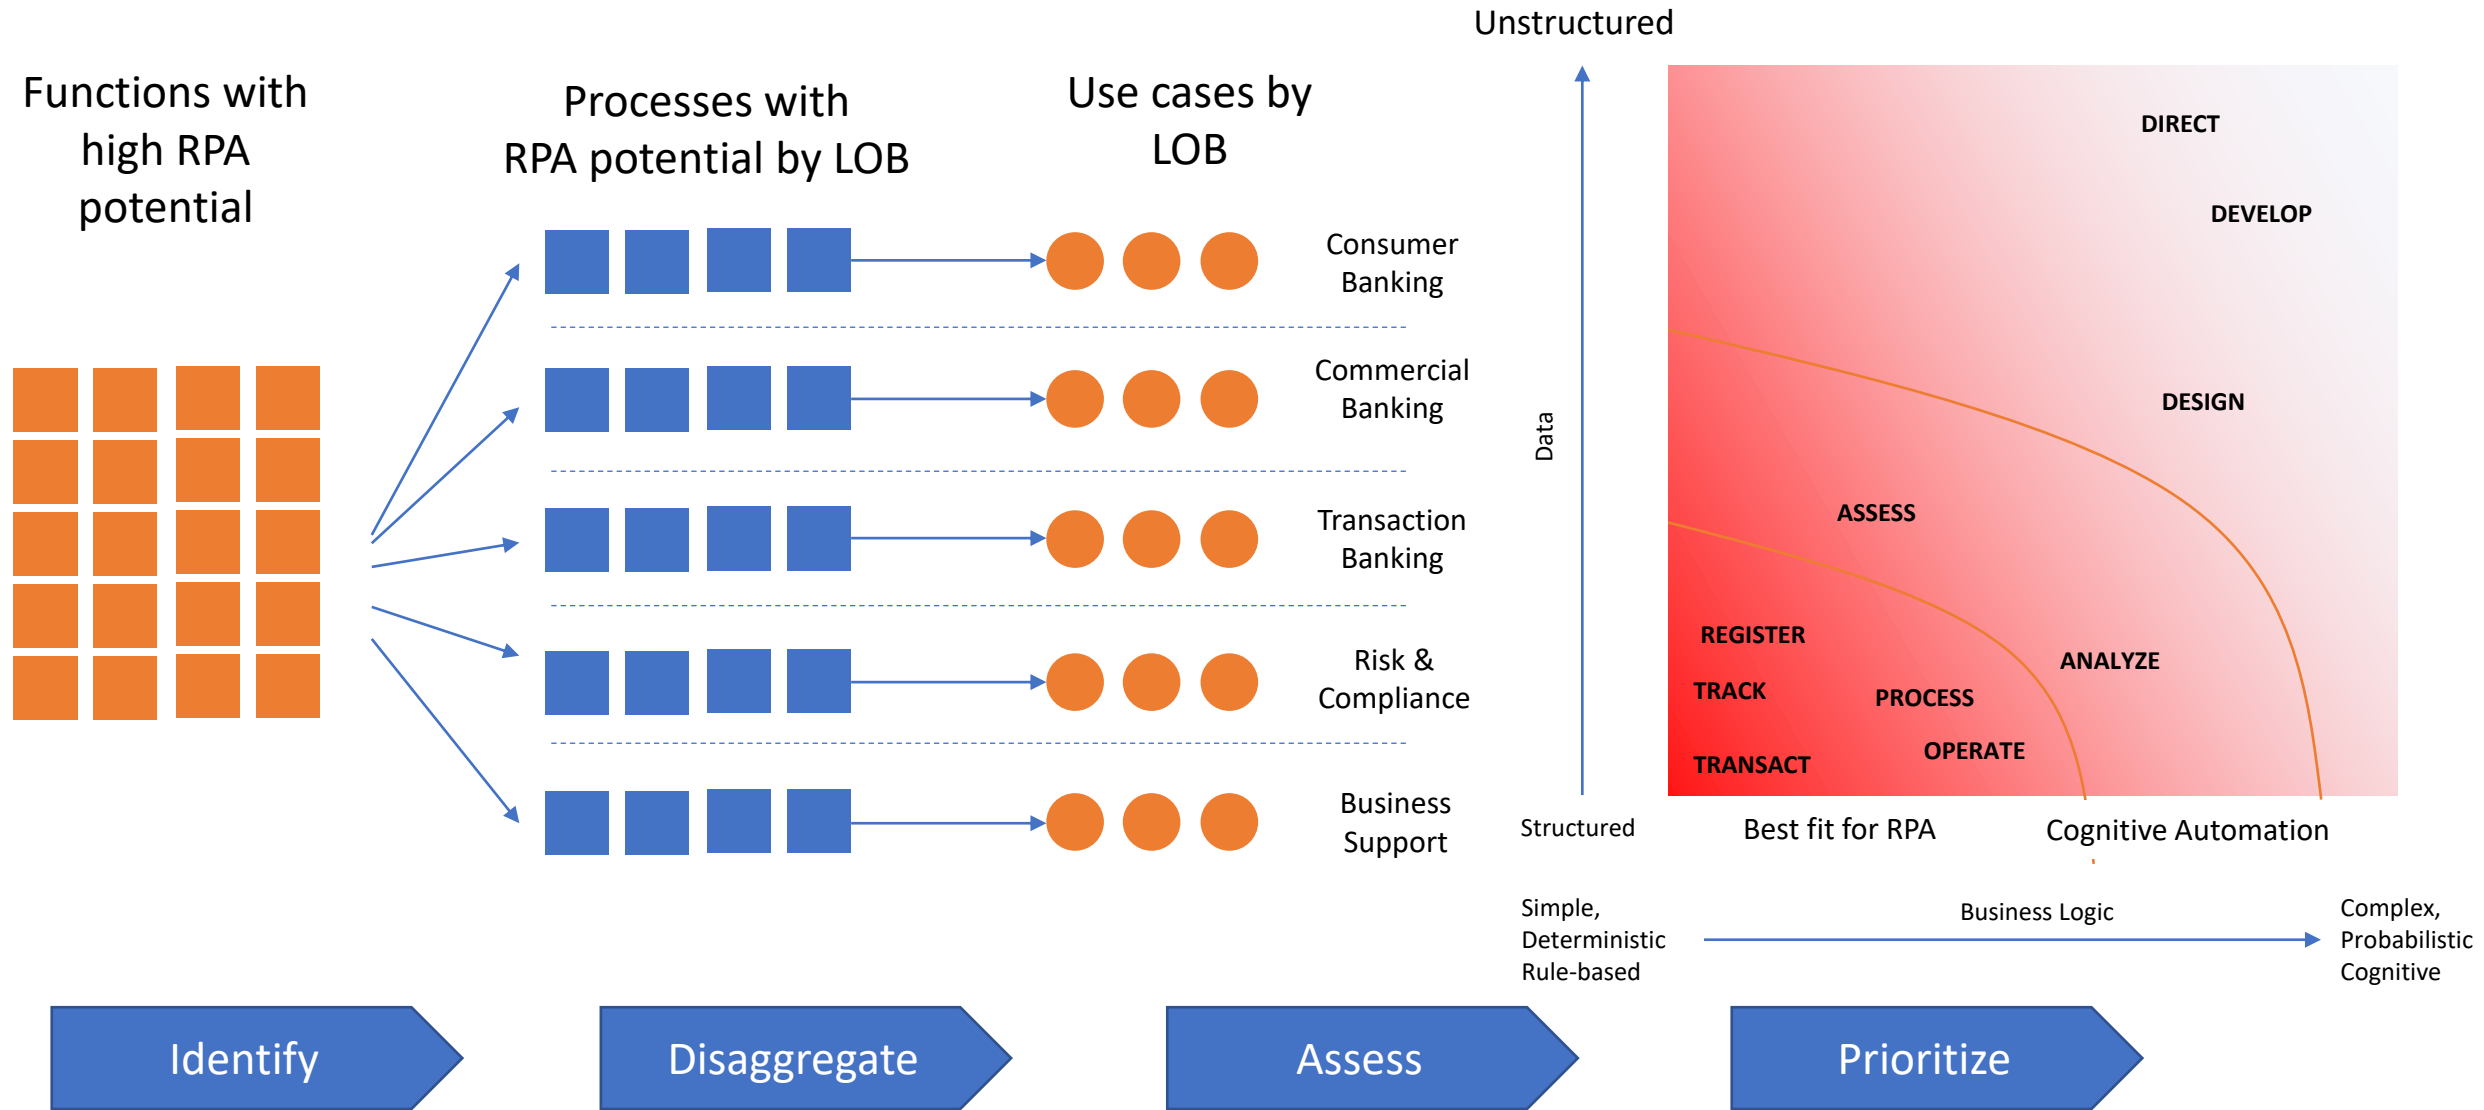 Functions with
high RPA
potential
Processes with
RPA potential by LOB
Use cases by
LOB
Consumer
Banking
Commercial
Banking
Transaction
Banking
Risk &
Compliance
Business
Support
Unstructured
Data
Structured
DIRECT
DEVELOP
DESIGN
ASSESS
REGISTER
ANALYZE
TRACK
PROCESS
OPERATE
TRANSACT
Best fit for RPA
Cognitive Automation
Simple,
Deterministic
Rule-based
Business Logic
Complex,
Probabilistic
Cognitive
Identify
Disaggregate
Assess
Prioritize